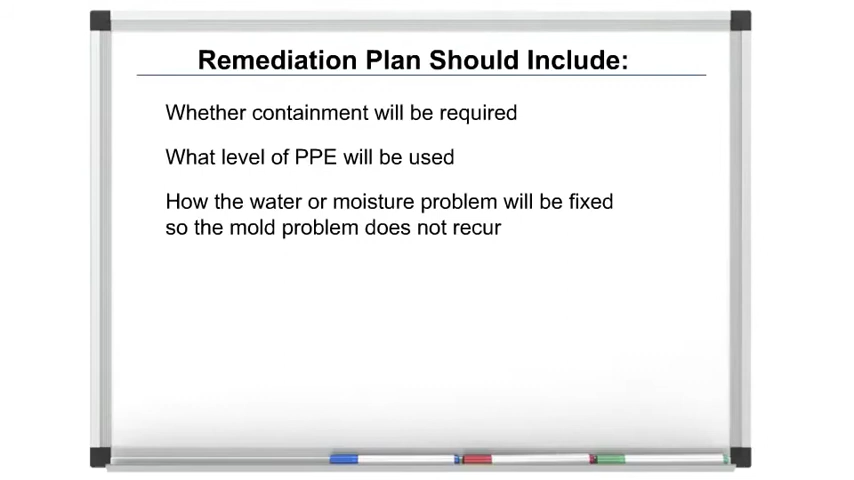 Remediation Plan Should Include:
Whether containment will be required
What level of PPE will be used
How the water or moisture problem will be fixed
so the mold problem does not recur